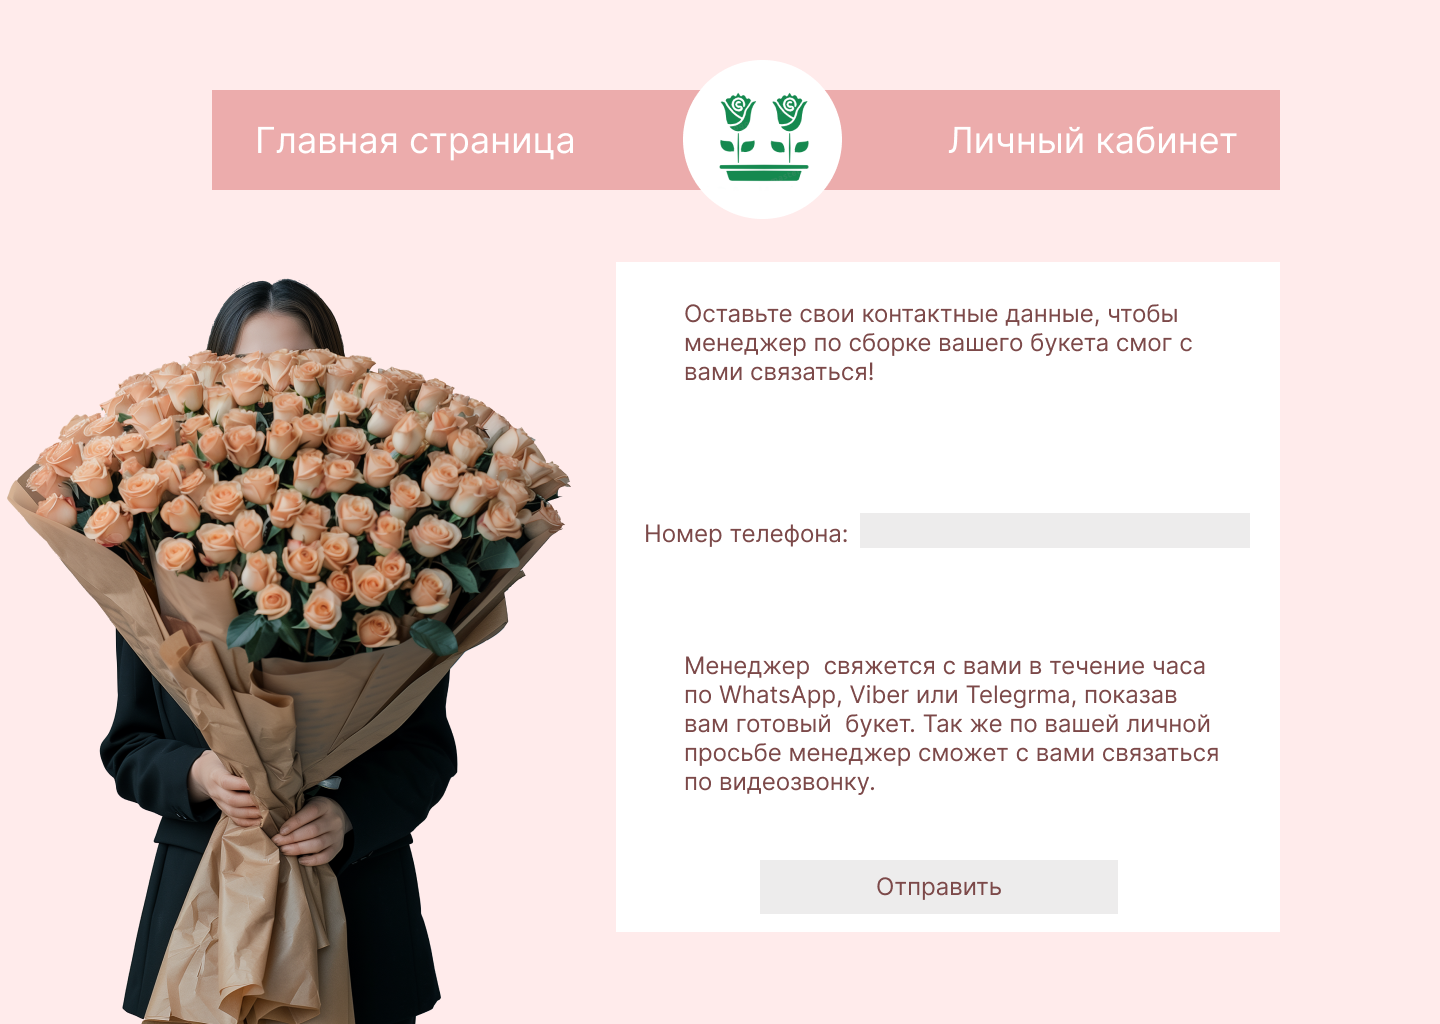 Главная страница
Личный кабинет
Оставьте свои контактные данные, чтобы
менеджер по сборке вашего букета смог с
вами связаться!
Номер телефона:
Менеджер  свяжется с вами в течение часа
по WhatsApp, Viber или Telegrma, показав
вам готовый  букет. Так же по вашей личной
просьбе менеджер сможет с вами связаться
по видеозвонку.
Отправить